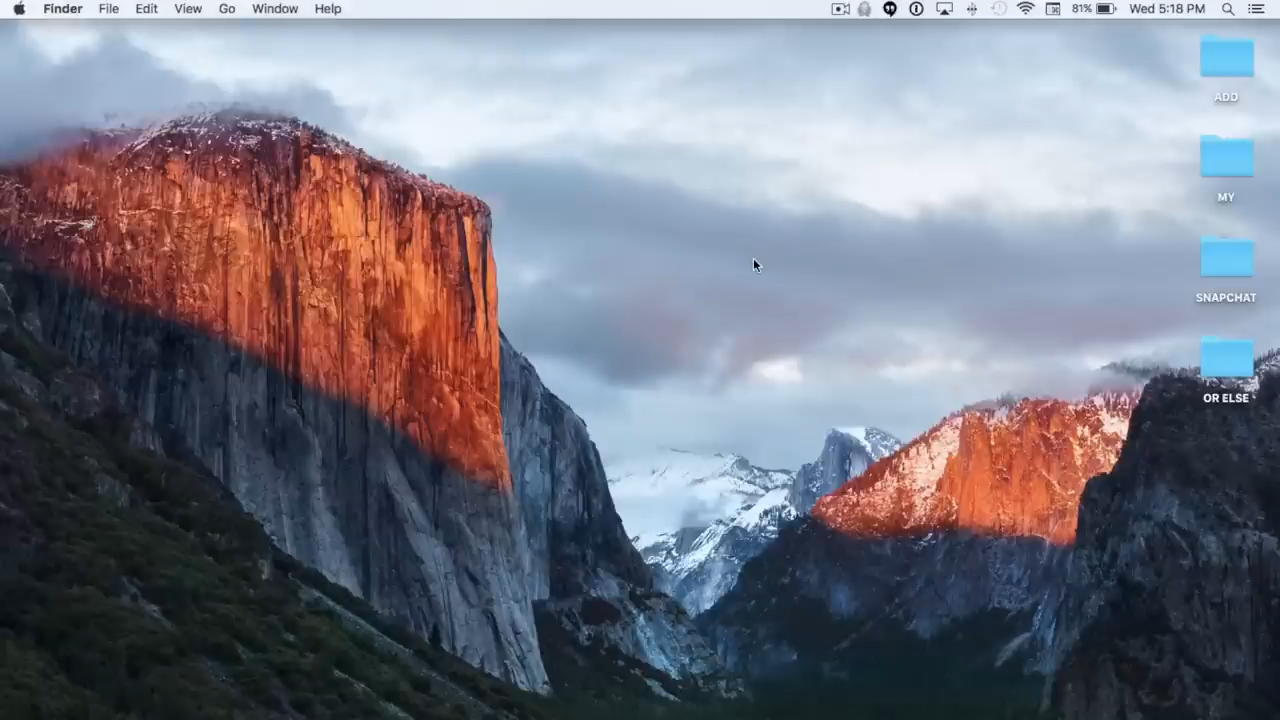 Finder File Edit View Go Window Help 81% Wed 5:18 PM
ADD
MY
SNAPCHAT
OR ELSE